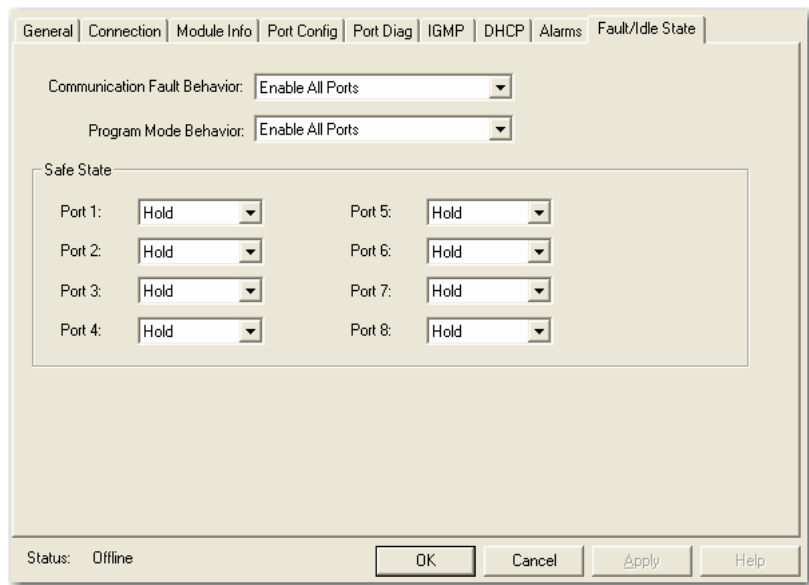 General Connection Module Info Port Config Port Diag IGMP DHCP Alarms Fault/Idle State
Communication Fault Behavior: Enable All Ports
Program Mode Behavior: Enable All Ports
Safe State
Port 1: Hold Port 5: Hold
Port 2: Hold Port 6: Hold
Port 3: Hold Port 7: Hold
Port 4: Hold Port 8: Hold
Status: Offline OK Cancel Apply Help